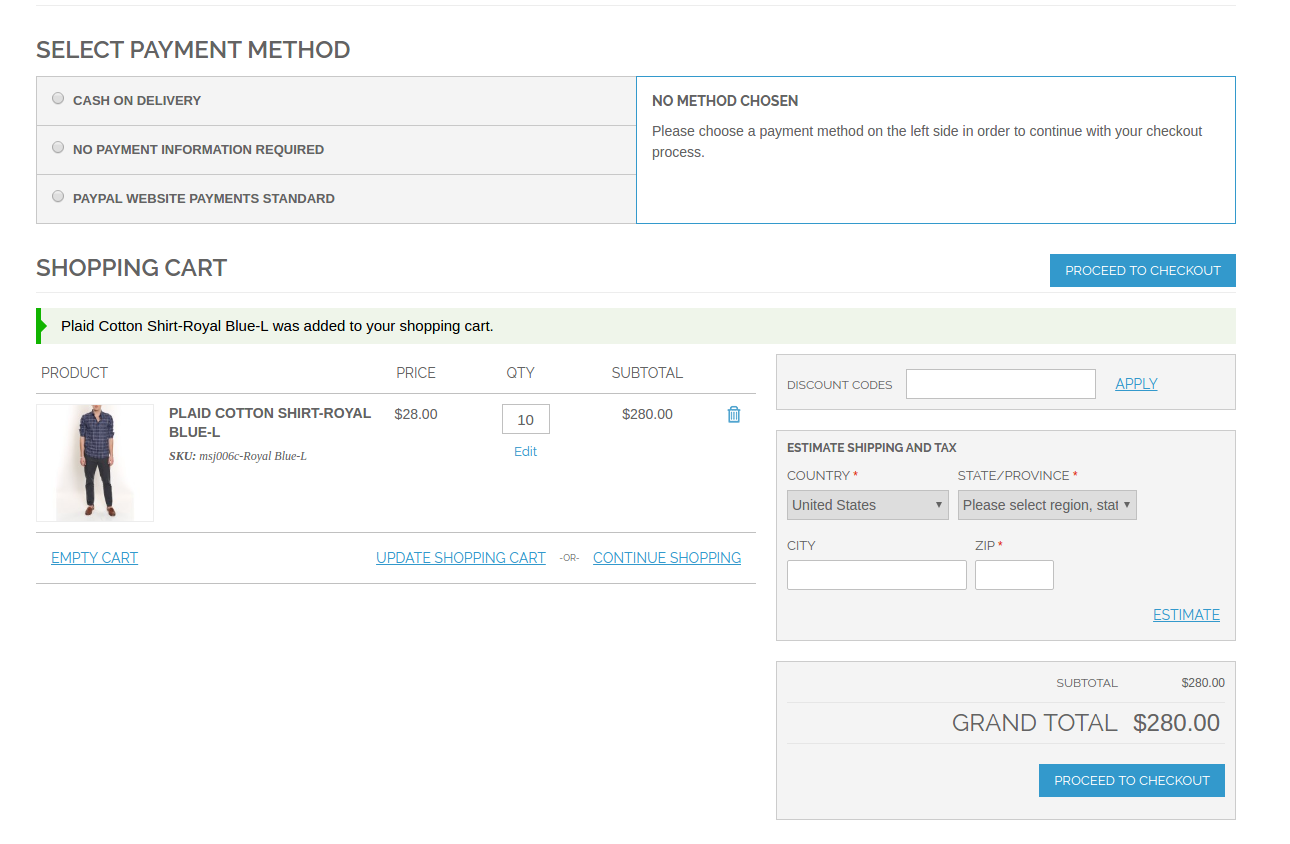 SELECT PAYMENT METHOD
CASH ON DELIVERY
NO PAYMENT INFORMATION REQUIRED
PAYPAL WEBSITE PAYMENTS STANDARD
NO METHOD CHOSEN
Please choose a payment method on the left side in order to continue with your checkout
process.
SHOPPING CART
PROCEED TO CHECKOUT
Plaid Cotton Shirt-Royal Blue-L was added to your shopping cart.
PRODUCT PRICE QTY SUBTOTAL
PLAID COTTON SHIRT-ROYAL $28.00 10 $280.00
BLUE-L
SKU: msj006c-Royal Blue-L
Edit
EMPTY CART UPDATE SHOPPING CART -OR- CONTINUE SHOPPING
DISCOUNT CODES APPLY
ESTIMATE SHIPPING AND TAX
COUNTRY * STATE/PROVINCE *
United States Please select region, stat
CITY ZIP *
ESTIMATE
SUBTOTAL $280.00
GRAND TOTAL $280.00
PROCEED TO CHECKOUT